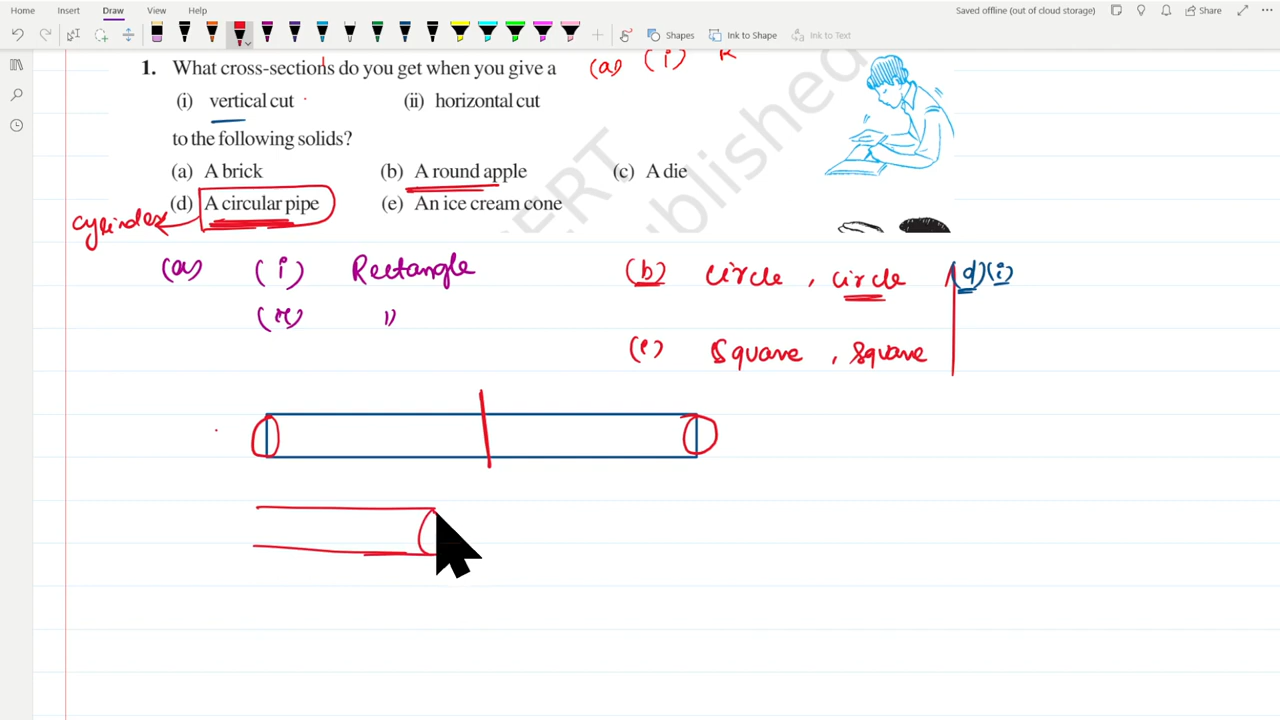 Home Insert Draw View Help Saved offline (out of cloud storage) Share
Shapes Ink to Shape Ink to Text
1. What cross-sections do you get when you give a (a) (i) R
(i) vertical cut (ii) horizontal cut
to the following solids?
(a) A brick (b) A round apple (c) A die
(d) A circular pipe (e) An ice cream cone
cylinder
(a) (i) Rectangle (b) circle , circle (d)(i)
(ii) "
Square , Square
NCERT
published